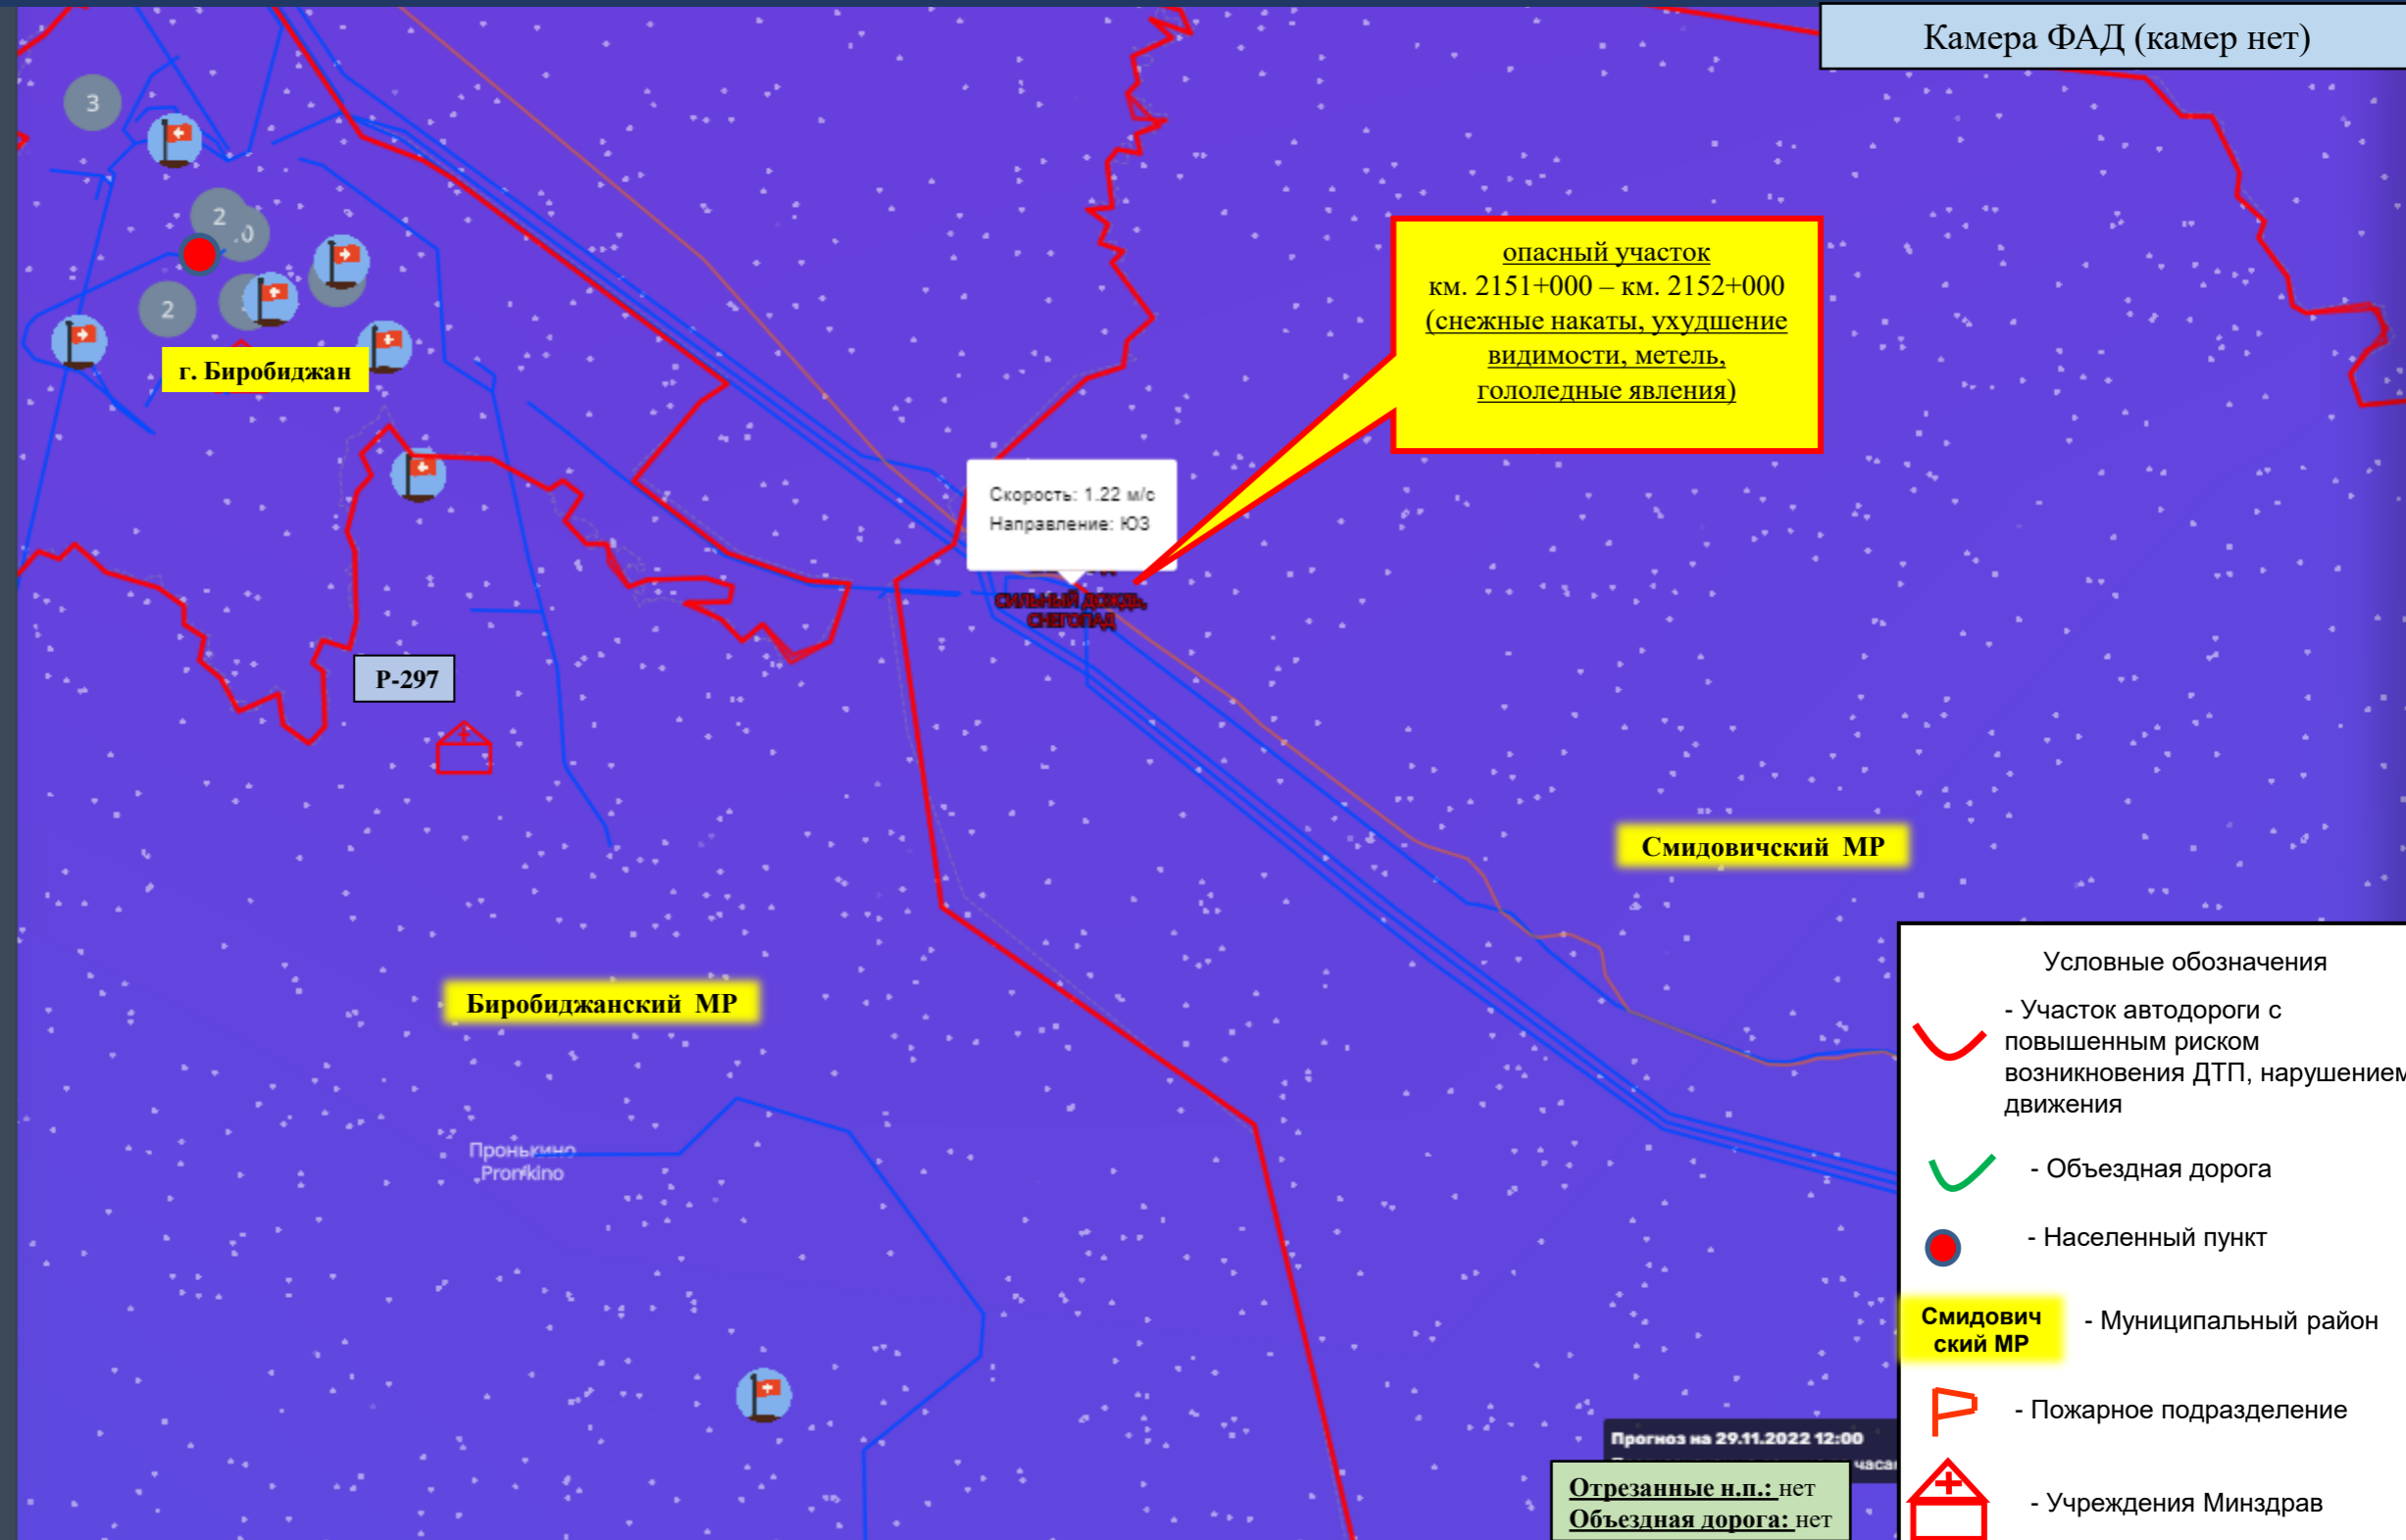 Камера ФАД (камер нет)
3
2
.0
2
г. Биробиджан
опасный участок
км. 2151+000 – км. 2152+000
(снежные накаты, ухудшение
видимости, метель,
гололедные явления)
Скорость: 1.22 м/с
Направление: ЮЗ
СИЛЬНЫЙ ДОЖДЬ,
СНЕГОПАД
Р-297
Смидовичский МР
Биробиджанский МР
Пронькино
Pron'kino
Условные обозначения
- Участок автодороги с
повышенным риском
возникновения ДТП, нарушением
движения
- Объездная дорога
- Населенный пункт
Смидович
ский МР
- Муниципальный район
- Пожарное подразделение
- Учреждения Минздрав
Прогноз на 29.11.2022 12:00
Отрезанные н.п.: нет
Объездная дорога: нет